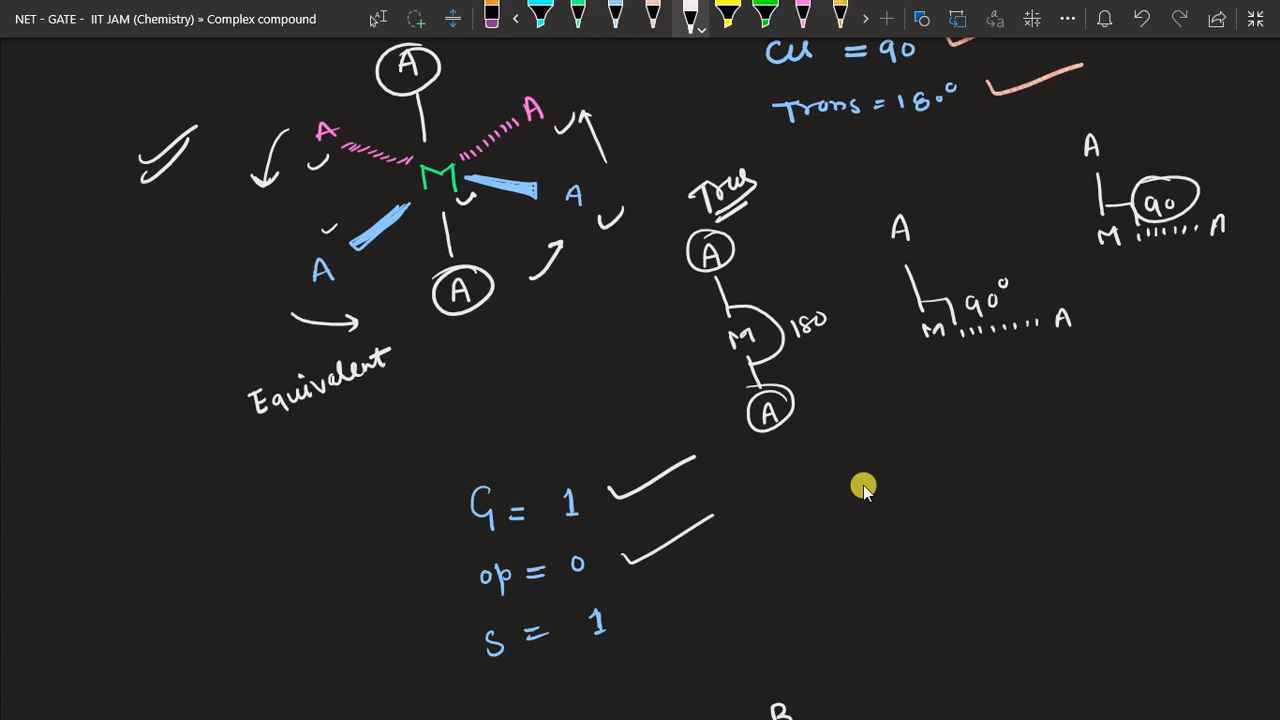 NET - GATE - IIT JAM (Chemistry) » Complex compound
Cis = 90
Trans = 180°
A
A
A
M
A
A
A
Equivalent
Trans
A
M
180
A
A
90°
M
A
A
90
M
A
G = 1
op = 0
S = 1
B